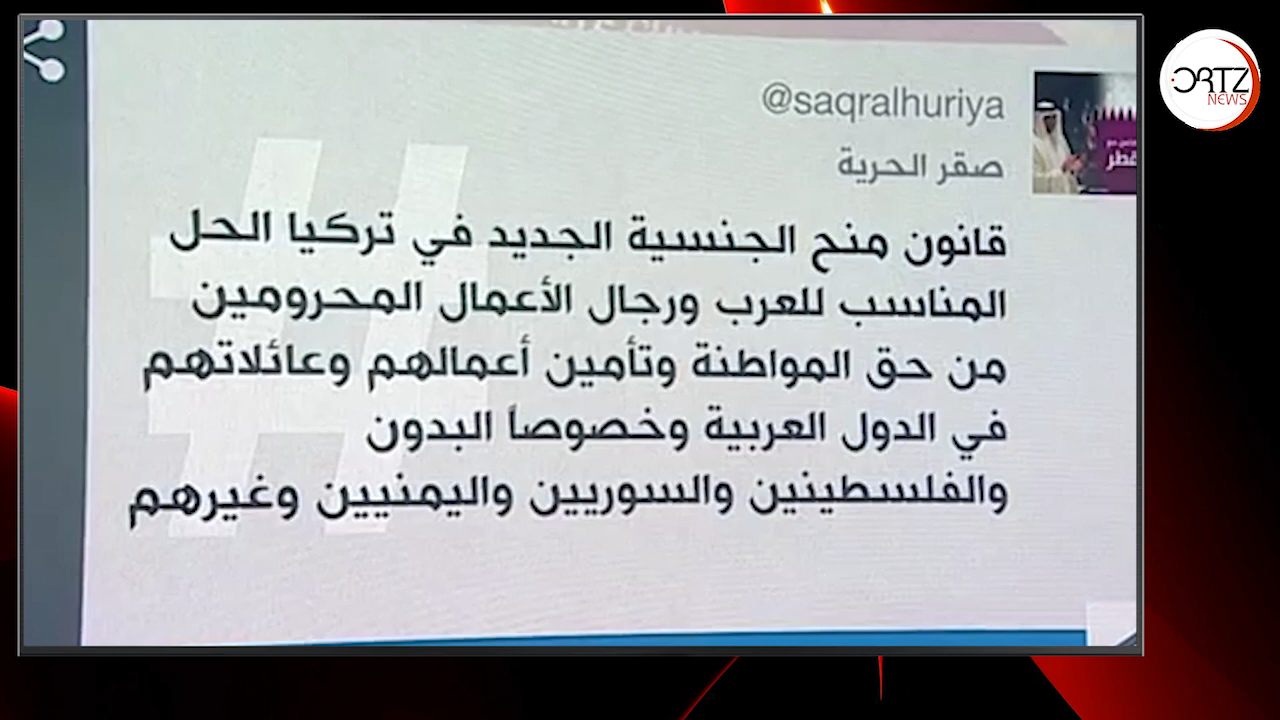 ORTZ
NEWS
@saqralhuriya
صقر الحرية
قطر
قانون منح الجنسية الجديد في تركيا الحل
المناسب للعرب ورجال الأعمال المحرومين
من حق المواطنة وتأمين أعمالهم وعائلاتهم
في الدول العربية وخصوصاً البدون
والفلسطينين والسوريين واليمنيين وغيرهم